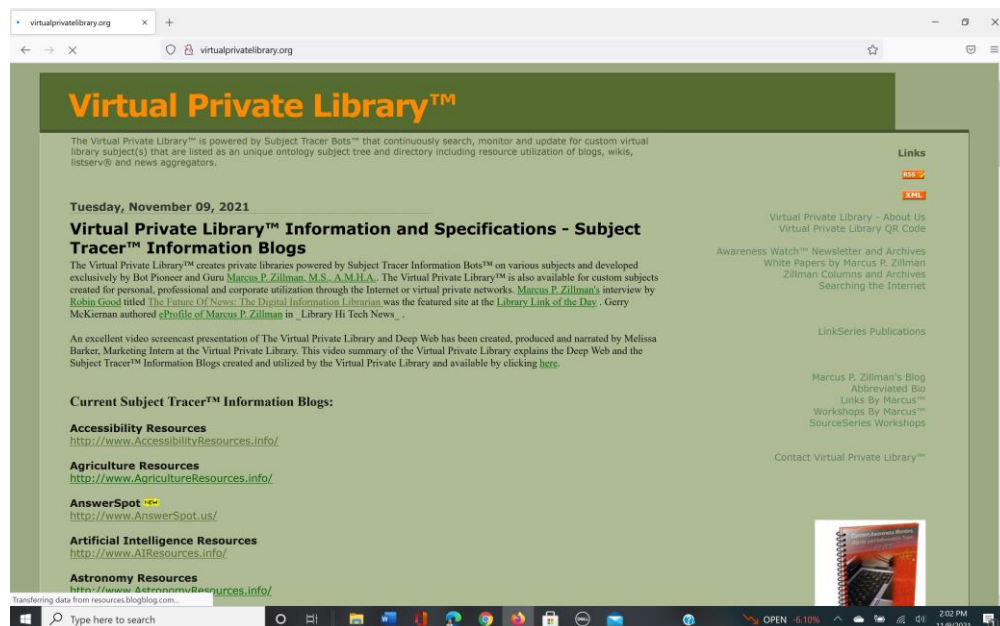 virtualprivatelibrary.org
virtualprivatelibrary.org
Virtual Private Library™
The Virtual Private Library™ is powered by Subject Tracer Bots™ that continuously search, monitor and update for custom virtual
library subject(s) that are listed as an unique ontology subject tree and directory including resource utilization of blogs, wikis,
listserv® and news aggregators.
Links
RSS
XML
Tuesday, November 09, 2021
Virtual Private Library™ Information and Specifications - Subject
Tracer™ Information Blogs
The Virtual Private Library™ creates private libraries powered by Subject Tracer Information Bots™ on various subjects and developed
exclusively by Bot Pioneer and Guru Marcus P. Zillman, M.S., A.M.H.A.. The Virtual Private Library™ is also available for custom subjects
created for personal, professional and corporate utilization through the Internet or virtual private networks. Marcus P. Zillman's interview by
Robin Good titled The Future Of News: The Digital Information Librarian was the featured site at the Library Link of the Day . Gerry
McKiernan authored eProfile of Marcus P. Zillman in _Library Hi Tech News_ .
An excellent video screencast presentation of The Virtual Private Library and Deep Web has been created, produced and narrated by Melissa
Barker, Marketing Intern at the Virtual Private Library. This video summary of the Virtual Private Library explains the Deep Web and the
Subject Tracer™ Information Blogs created and utilized by the Virtual Private Library and available by clicking here.
Current Subject Tracer™ Information Blogs:
Accessibility Resources
http://www.AccessibilityResources.info/
Agriculture Resources
http://www.AgricultureResources.info/
AnswerSpot NEW
http://www.AnswerSpot.us/
Artificial Intelligence Resources
http://www.AIResources.info/
Astronomy Resources
http://www.AstronomyResources.info/
Virtual Private Library - About Us
Virtual Private Library QR Code
Awareness Watch™ Newsletter and Archives
White Papers by Marcus P. Zillman
Zillman Columns and Archives
Searching the Internet
LinkSeries Publications
Marcus P. Zillman's Blog
Abbreviated Bio
Links By Marcus™
Workshops By Marcus™
SourceSeries Workshops
Contact Virtual Private Library™
Transferring data from resources.blogblog.com...
Type here to search
OPEN -6.10%
2:02 PM
11/9/2021